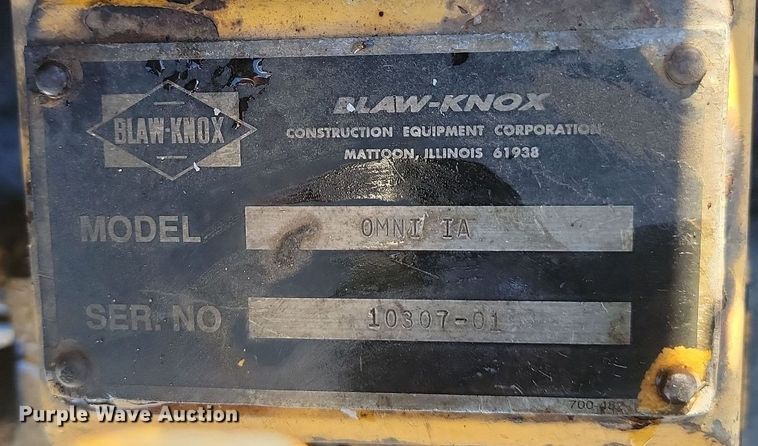 BLAW-KNOX
BLAW-KNOX
CONSTRUCTION EQUIPMENT CORPORATION
MATTOON, ILLINOIS 61938
MODEL OMNI IA
SER. NO 10307-01
Purple Wave Auction